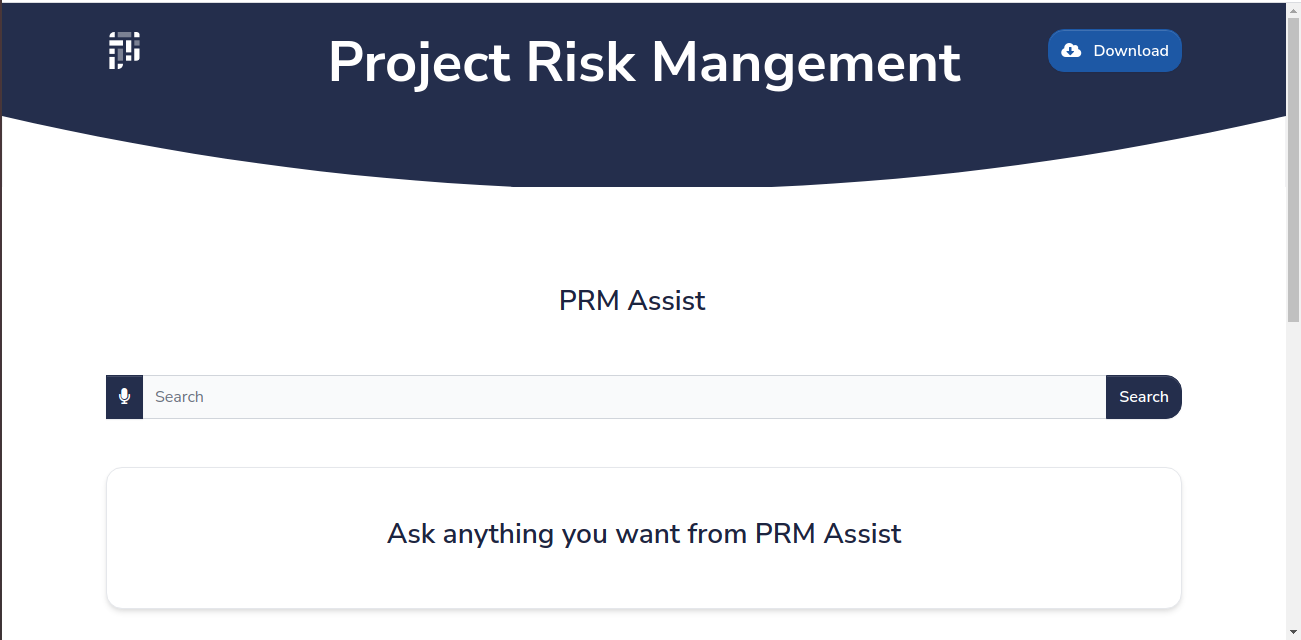 Project Risk Mangement
Download
PRM Assist
Search
Search
Ask anything you want from PRM Assist